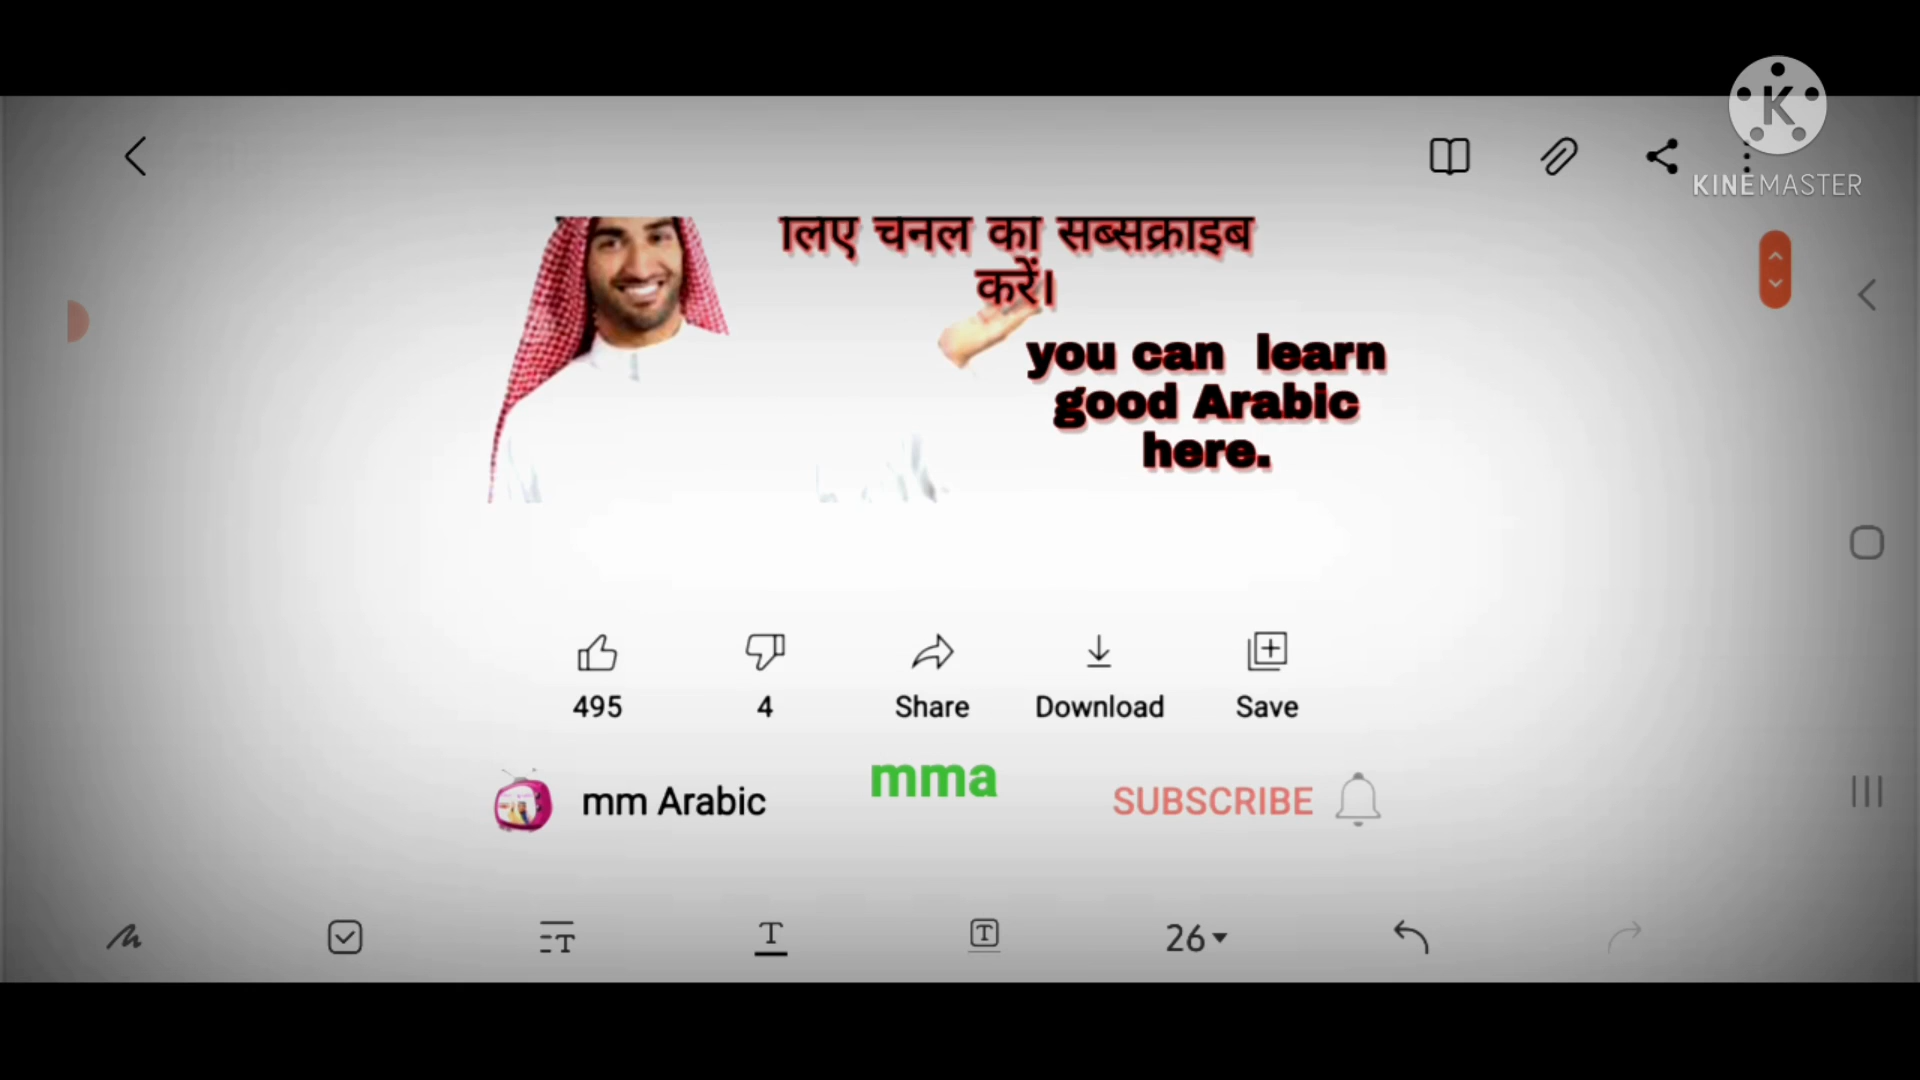 KINEMASTER
लिए चनल का सब्सक्राइब
करें।
you can learn
good Arabic
here.
495
4
Share
Download
Save
mm Arabic
mma
SUBSCRIBE
26